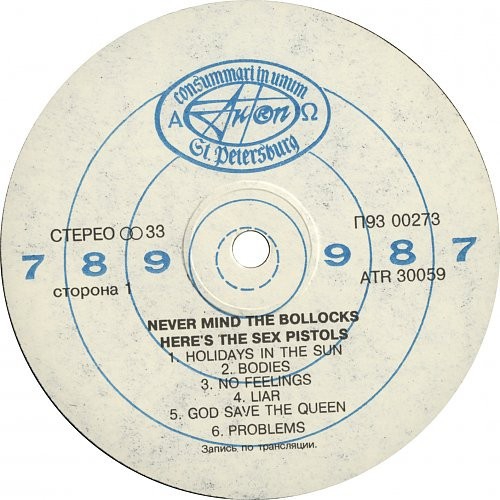 consummari in unum
A Anton Ω
St. Petersburg
СТЕРЕО 33
П93 00273
7 8 9 9 8 7
сторона 1
ATR 30059
NEVER MIND THE BOLLOCKS
HERE'S THE SEX PISTOLS
1. HOLIDAYS IN THE SUN
2. BODIES
3. NO FEELINGS
4. LIAR
5. GOD SAVE THE QUEEN
6. PROBLEMS
Запись по трансляции.